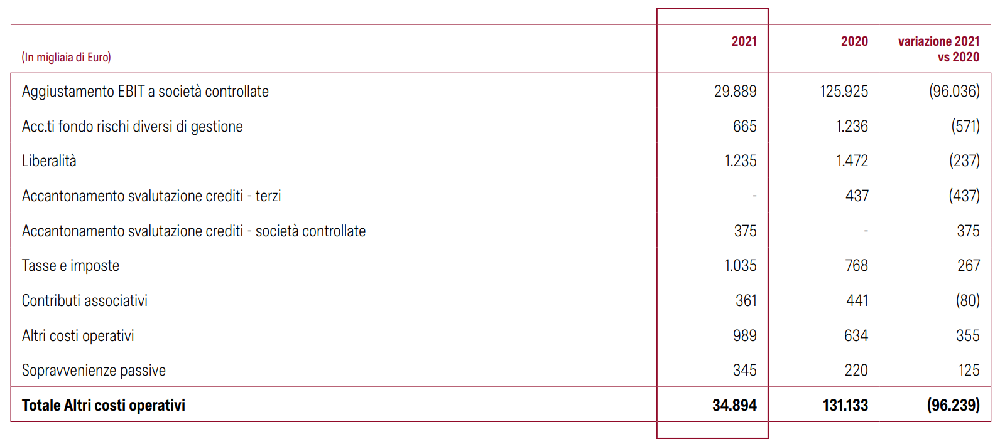 2021 2020 variazione 2021
(In migliaia di Euro) vs 2020
Aggiustamento EBIT a società controllate 29.889 125.925 (96.036)
Acc.ti fondo rischi diversi di gestione 665 1.236 (571)
Liberalità 1.235 1.472 (237)
Accantonamento svalutazione crediti - terzi - 437 (437)
Accantonamento svalutazione crediti - società controllate 375 - 375
Tasse e imposte 1.035 768 267
Contributi associativi 361 441 (80)
Altri costi operativi 989 634 355
Sopravvenienze passive 345 220 125
Totale Altri costi operativi 34.894 131.133 (96.239)